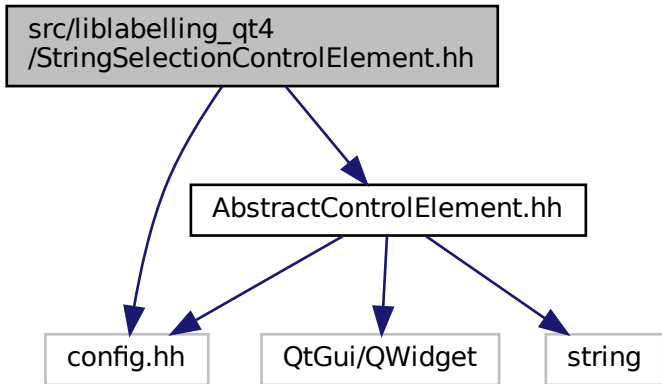 src/liblabelling_qt4
/StringSelectionControlElement.hh
AbstractControlElement.hh
config.hh
QtGui/QWidget
string